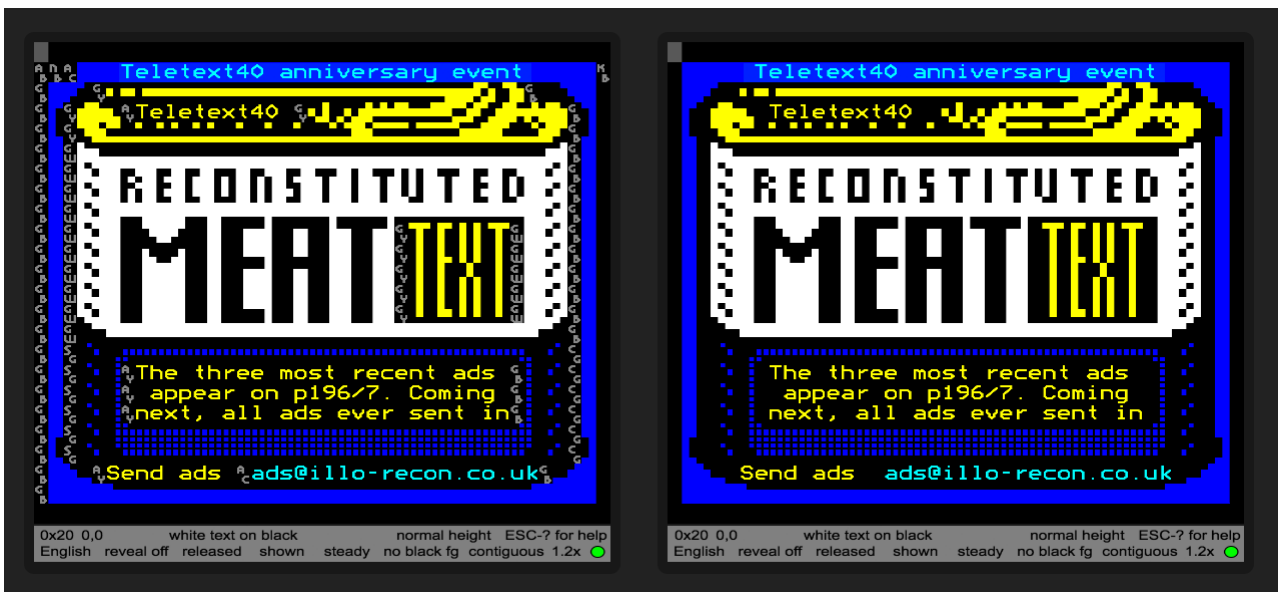 Teletext40 anniversary event
Teletext40
RECONSTITUTED
MEAT TEXT
The three most recent ads
appear on p196/7. Coming
next, all ads ever sent in
Send ads ads@illo-recon.co.uk
0x20 0,0 white text on black normal height ESC-? for help
English reveal off released shown steady no black fg contiguous 1.2x
Teletext40 anniversary event
Teletext40
RECONSTITUTED
MEAT TEXT
The three most recent ads
appear on p196/7. Coming
next, all ads ever sent in
Send ads ads@illo-recon.co.uk
0x20 0,0 white text on black normal height ESC-? for help
English reveal off released shown steady no black fg contiguous 1.2x